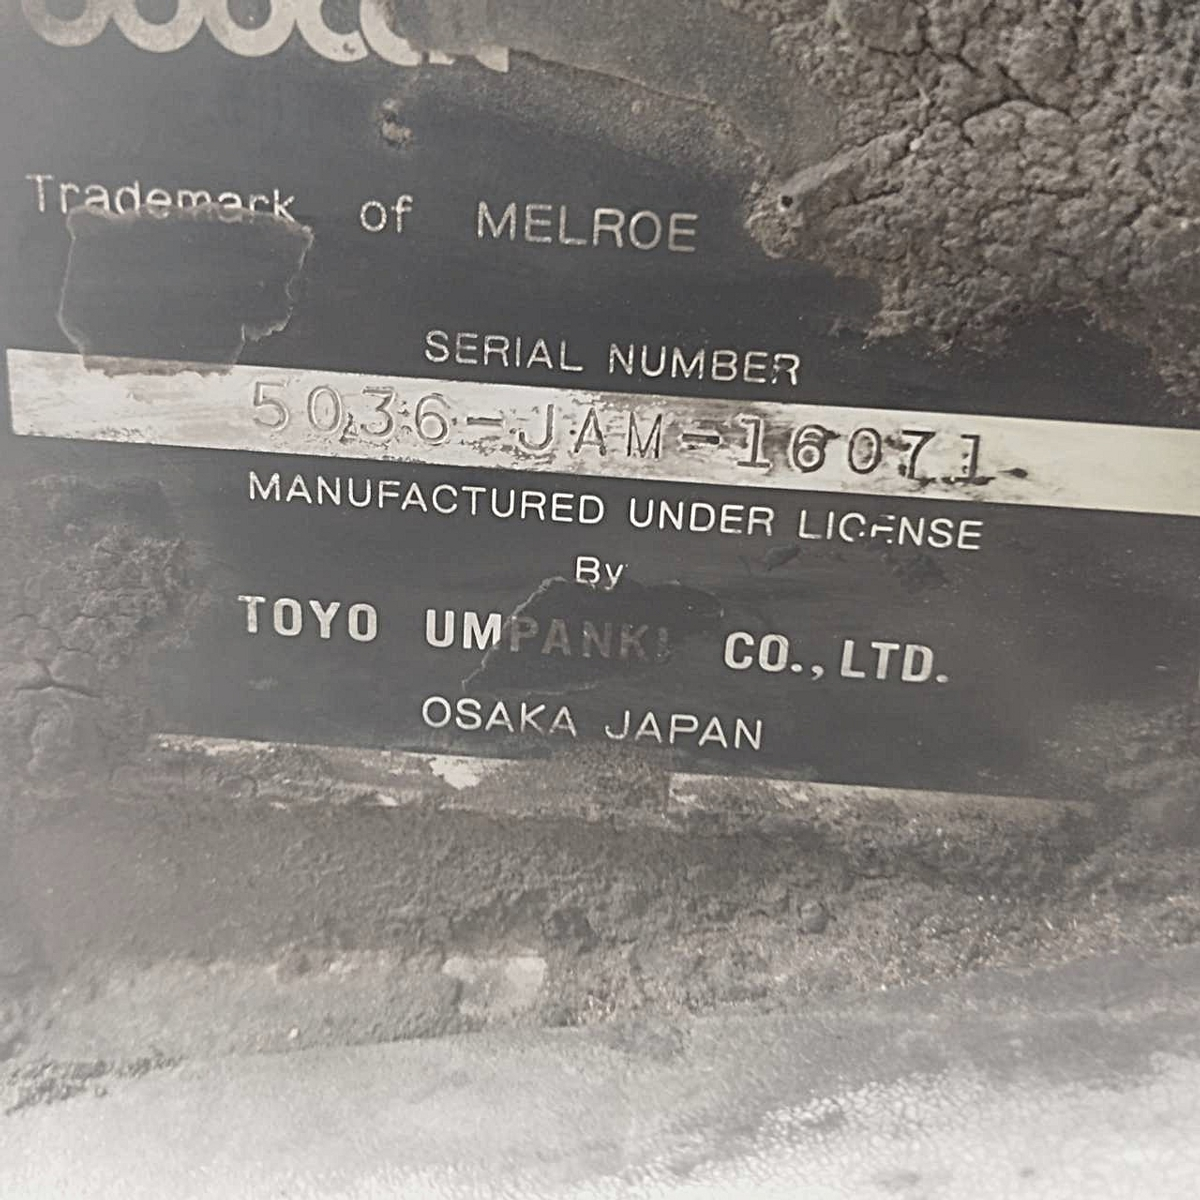 Trademark of MELROE
SERIAL NUMBER
5036-JAM-16071
MANUFACTURED UNDER LICENSE
By
TOYO UMPANKI CO., LTD.
OSAKA JAPAN